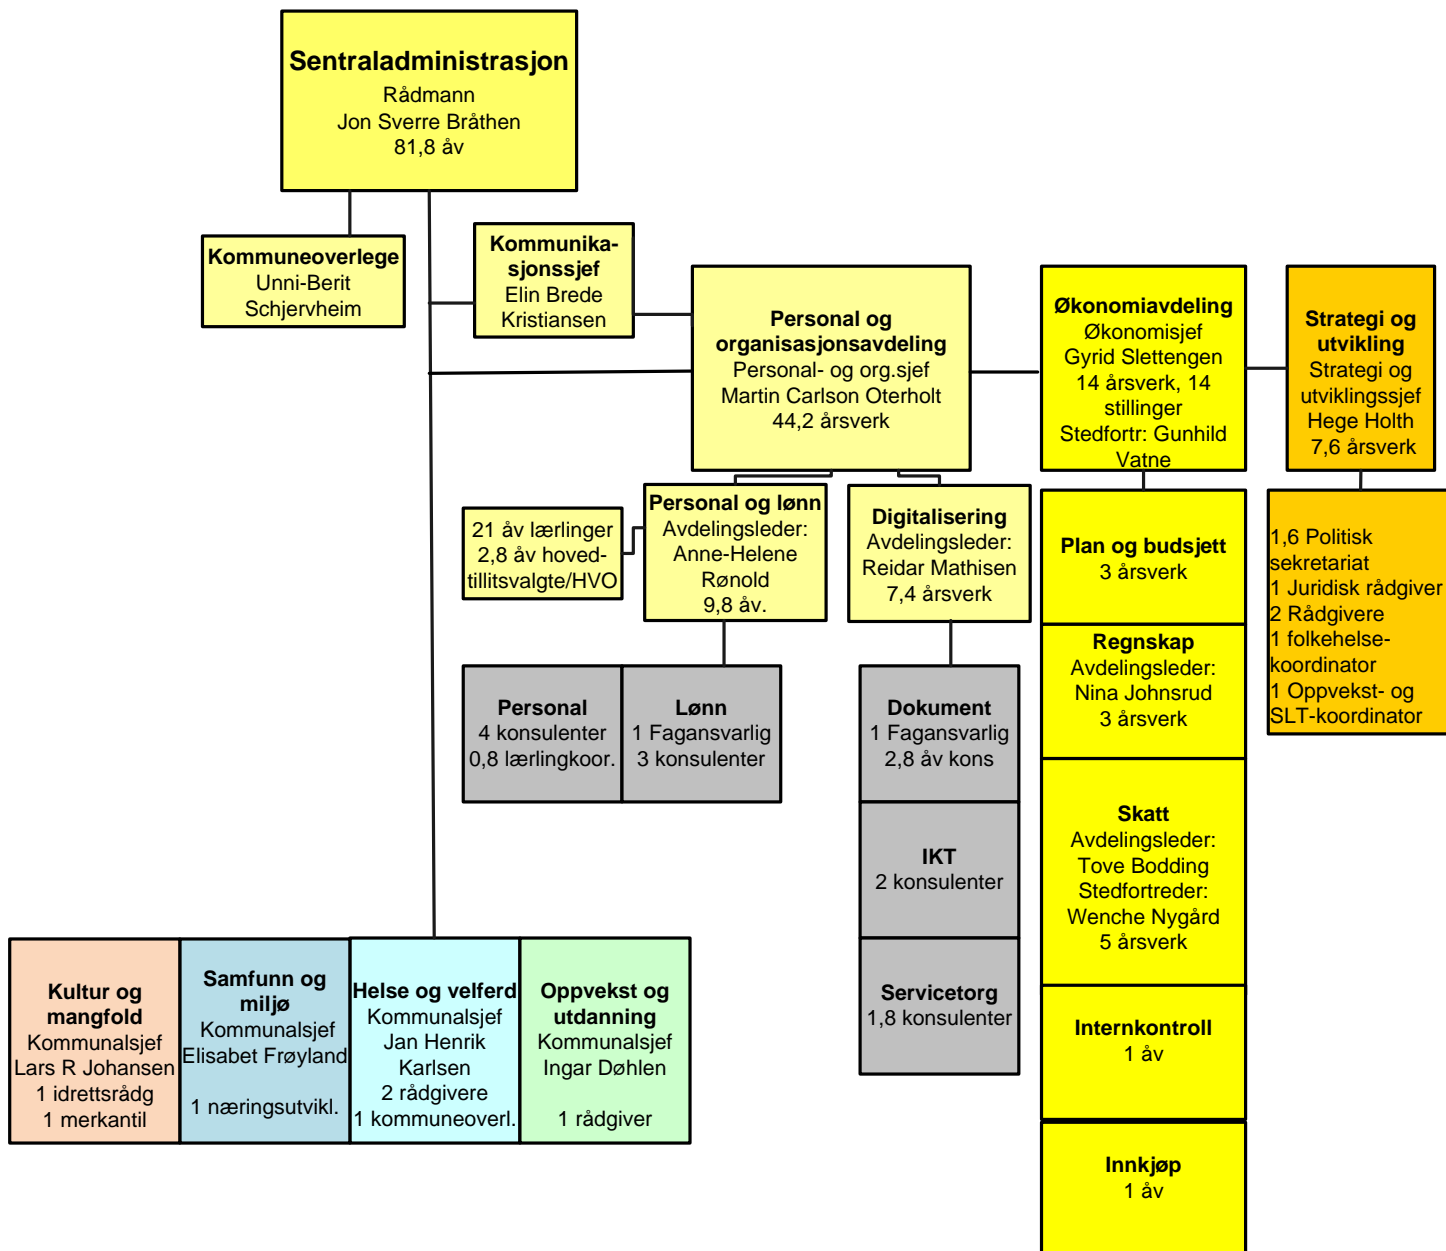 Sentraladministrasjon
Rådmann
Jon Sverre Bråthen
81,8 åv
Kommuneoverlege
Unni-Berit
Schjervheim
Kommunika-
sjonssjef
Elin Brede
Kristiansen
Personal og
organisasjonsavdeling
Personal- og org.sjef
Martin Carlson Oterholt
44,2 årsverk
Økonomiavdeling
Økonomisjef
Gyrid Slettengen
14 årsverk, 14
stillinger
Stedfortr: Gunhild
Vatne
Strategi og
utvikling
Strategi og
utviklingssjef
Hege Holth
7,6 årsverk
21 åv lærlinger
2,8 åv hoved-
tillitsvalgte/HVO
Personal og lønn
Avdelingsleder:
Anne-Helene
Rønold
9,8 åv.
Digitalisering
Avdelingsleder:
Reidar Mathisen
7,4 årsverk
Plan og budsjett
3 årsverk
1,6 Politisk
sekretariat
1 Juridisk rådgiver
2 Rådgivere
1 folkehelse-
koordinator
1 Oppvekst- og
SLT-koordinator
Personal
4 konsulenter
0,8 lærlingkoor.
Lønn
1 Fagansvarlig
3 konsulenter
Dokument
1 Fagansvarlig
2,8 åv kons
Regnskap
Avdelingsleder:
Nina Johnsrud
3 årsverk
IKT
2 konsulenter
Skatt
Avdelingsleder:
Tove Bodding
Stedfortreder:
Wenche Nygård
5 årsverk
Servicetorg
1,8 konsulenter
Internkontroll
1 åv
Innkjøp
1 åv
Kultur og
mangfold
Kommunalsjef
Lars R Johansen
1 idrettsrådg
1 merkantil
Samfunn og
miljø
Kommunalsjef
Elisabet Frøyland
1 næringsutvikl.
Helse og velferd
Kommunalsjef
Jan Henrik
Karlsen
2 rådgivere
1 kommuneoverl.
Oppvekst og
utdanning
Kommunalsjef
Ingar Døhlen
1 rådgiver